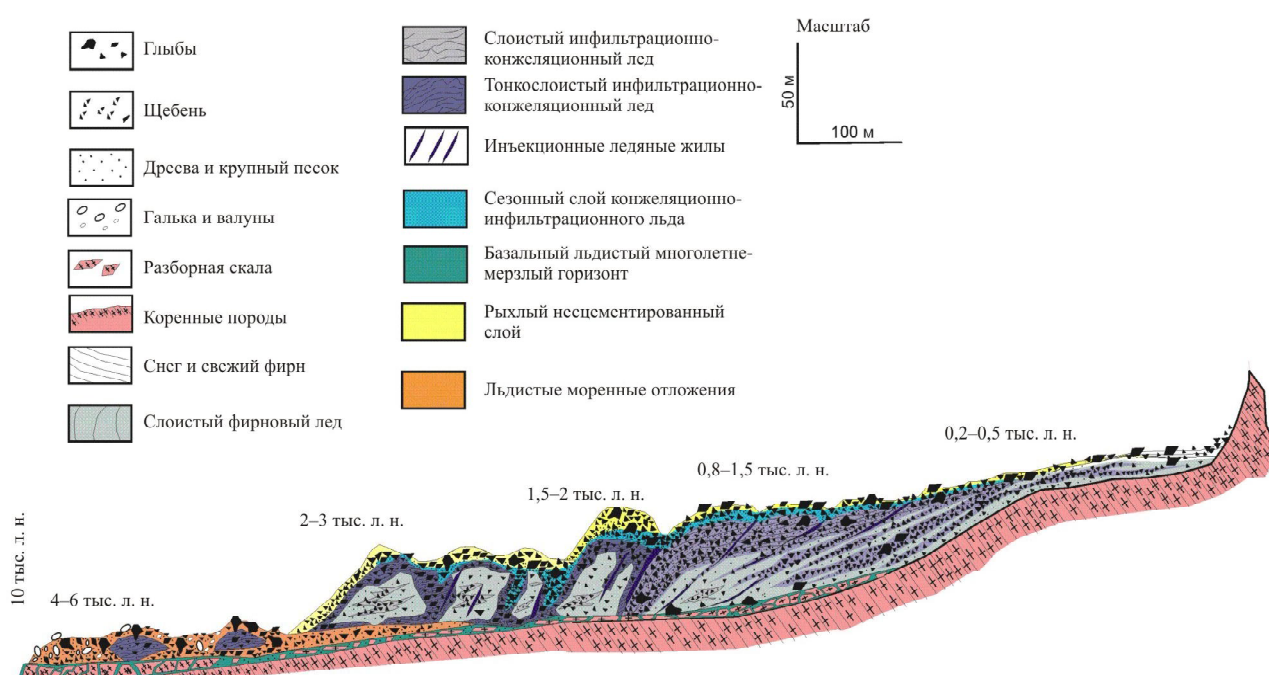 Глыбы
Щебень
Дресва и крупный песок
Галька и валуны
Разборная скала
Коренные породы
Снег и свежий фирн
Слоистый фирновый лед
Слоистый инфильтрационно-
конжеляционный лед
Тонкослоистый инфильтрационно-
конжеляционный лед
Инъекционные ледяные жилы
Сезонный слой конжеляционно-
инфильтрационного льда
Базальный льдистый многолетне-
мерзлый горизонт
Рыхлый несцементированный
слой
Льдистые моренные отложения
Масштаб
50 м
100 м
10 тыс. л. н.
4–6 тыс. л. н.
2–3 тыс. л. н.
1,5–2 тыс. л. н.
0,8–1,5 тыс. л. н.
0,2–0,5 тыс. л. н.